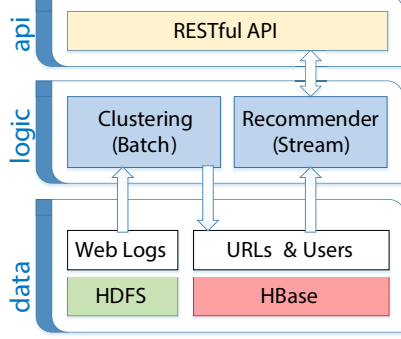 api
RESTful API
logic
Clustering
(Batch)
Recommender
(Stream)
data
Web Logs
URLs & Users
HDFS
HBase